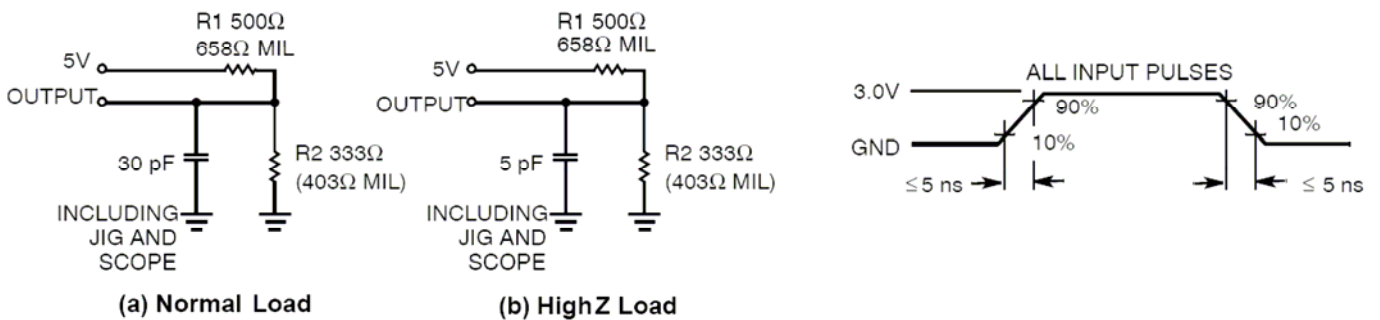 R1 500Ω
658Ω MIL
5V
OUTPUT
30 pF
R2 333Ω
(403Ω MIL)
INCLUDING
JIG AND
SCOPE
(a) Normal Load
R1 500Ω
658Ω MIL
5V
OUTPUT
5 pF
R2 333Ω
(403Ω MIL)
INCLUDING
JIG AND
SCOPE
(b) HighZ Load
ALL INPUT PULSES
3.0V
90%
90%
10%
10%
GND
≤5 ns
≤ 5 ns